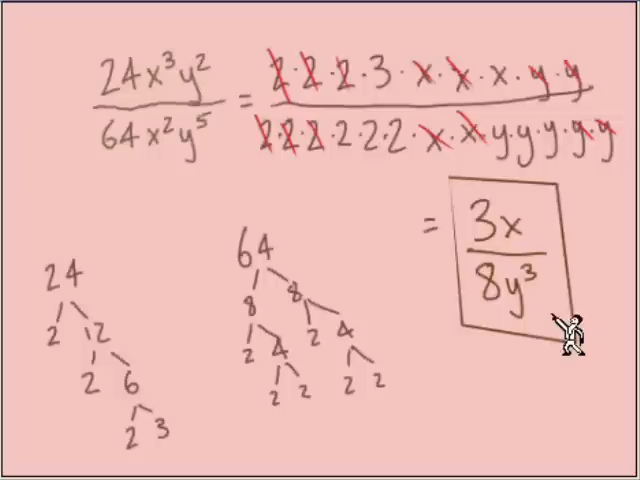 24x³y² / 64x²y⁵ = 2·2·2·3·x·x·x·y·y / 2·2·2·2·2·2·x·x y·y·y·y·y
= 3x / 8y³
24
2 12
2 6
2 3
64
8 8
2 4 2 4
2 2 2 2